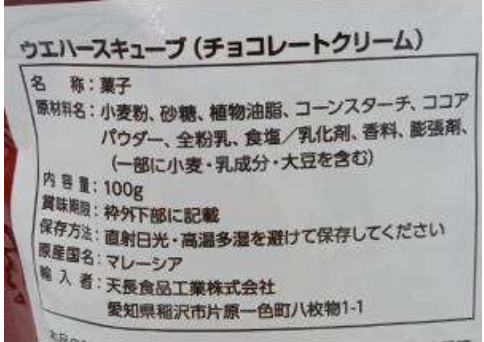 ウエハースキューブ(チョコレートクリーム)
名 称:菓子
原材料名:小麦粉、砂糖、植物油脂、コーンスターチ、ココア
パウダー、全粉乳、食塩/乳化剤、香料、膨張剤、
(一部に小麦・乳成分・大豆を含む)
内 容 量:100g
賞味期限:枠外下部に記載
保存方法:直射日光・高温多湿を避けて保存してください
原産国名:マレーシア
輸 入 者:天長食品工業株式会社
愛知県稲沢市片原一色町八枚物1-1